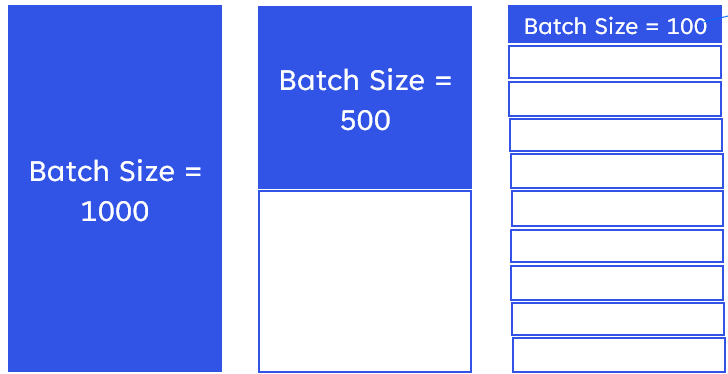 Batch Size =
1000
Batch Size =
500
Batch Size = 100